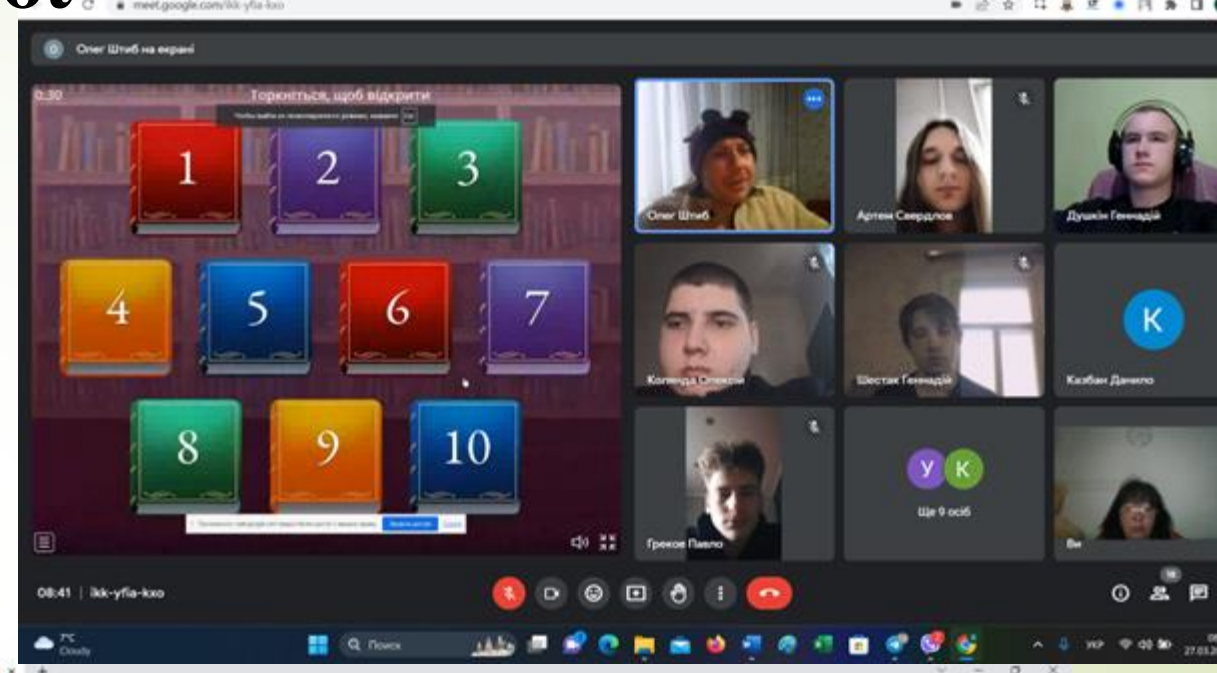 meet.google.com/ikk-yfia-kxo
Олег Штиб на екрані
0:30
Торкніться, щоб відкрити
1
2
3
4
5
6
7
8
9
10
Олег Штиб
Артем Свердлов
Душкін Геннадій
Шестак Геннадій
К
Казбан Данило
Греков Павло
У К
Ще 9 осіб
Ви
08:41 | ikk-yfia-kxo
18
7°C
Cloudy
Поиск
УКР